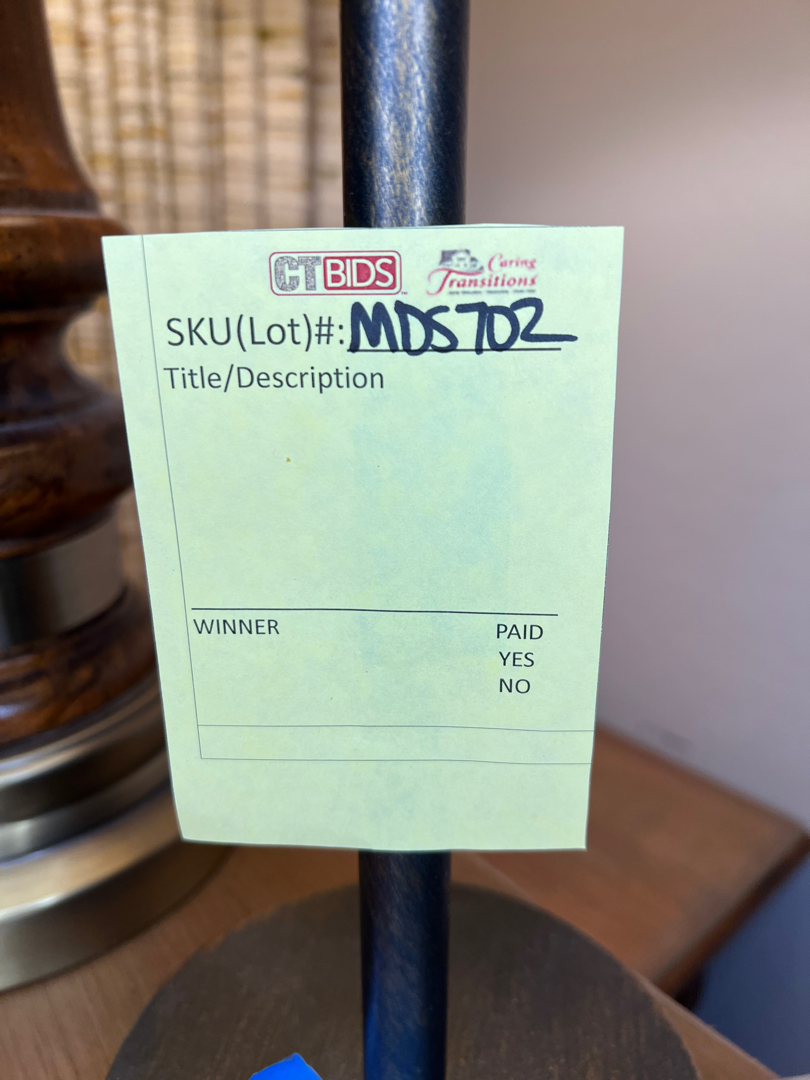 CTBIDS
Caring
Transitions
SKU(Lot)#: MDS702
Title/Description
WINNER
PAID
YES
NO